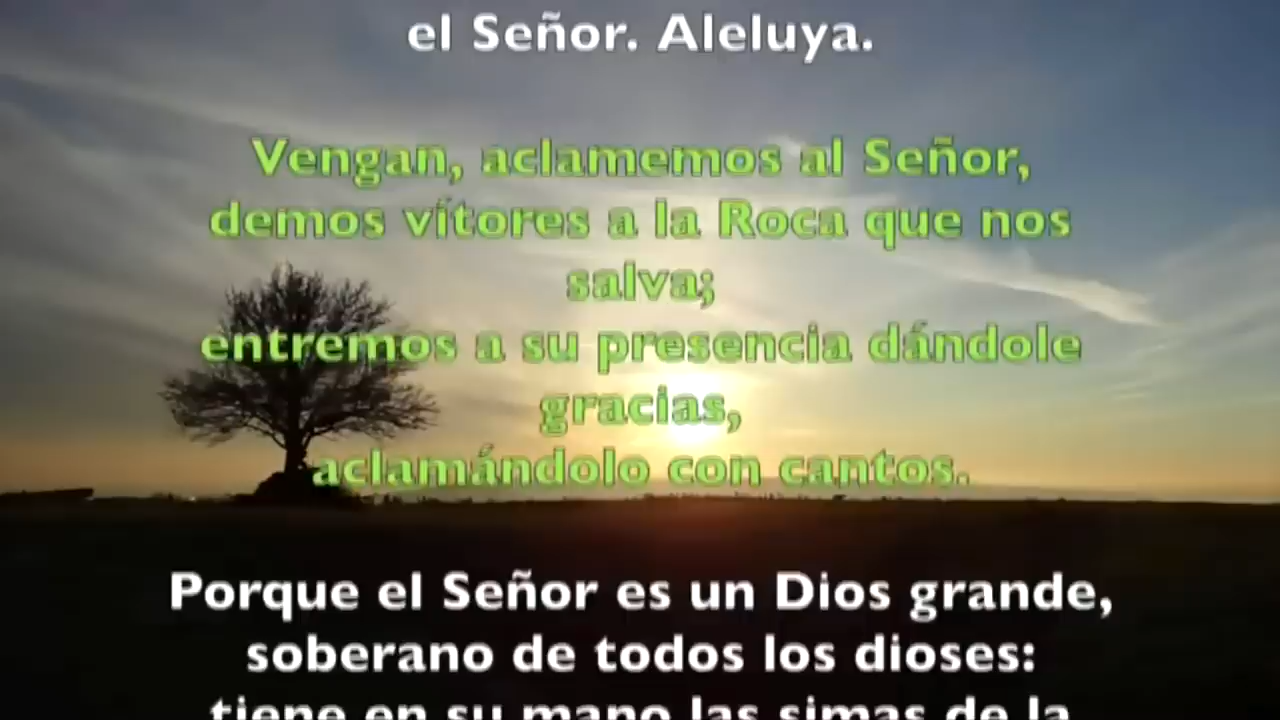 el Señor. Aleluya.
Vengan, aclamemos al Señor,
demos vítores a la Roca que nos
salva;
entremos a su presencia dándole
gracias,
aclamándolo con cantos.
Porque el Señor es un Dios grande,
soberano de todos los dioses:
tiene en su mano las simas de la